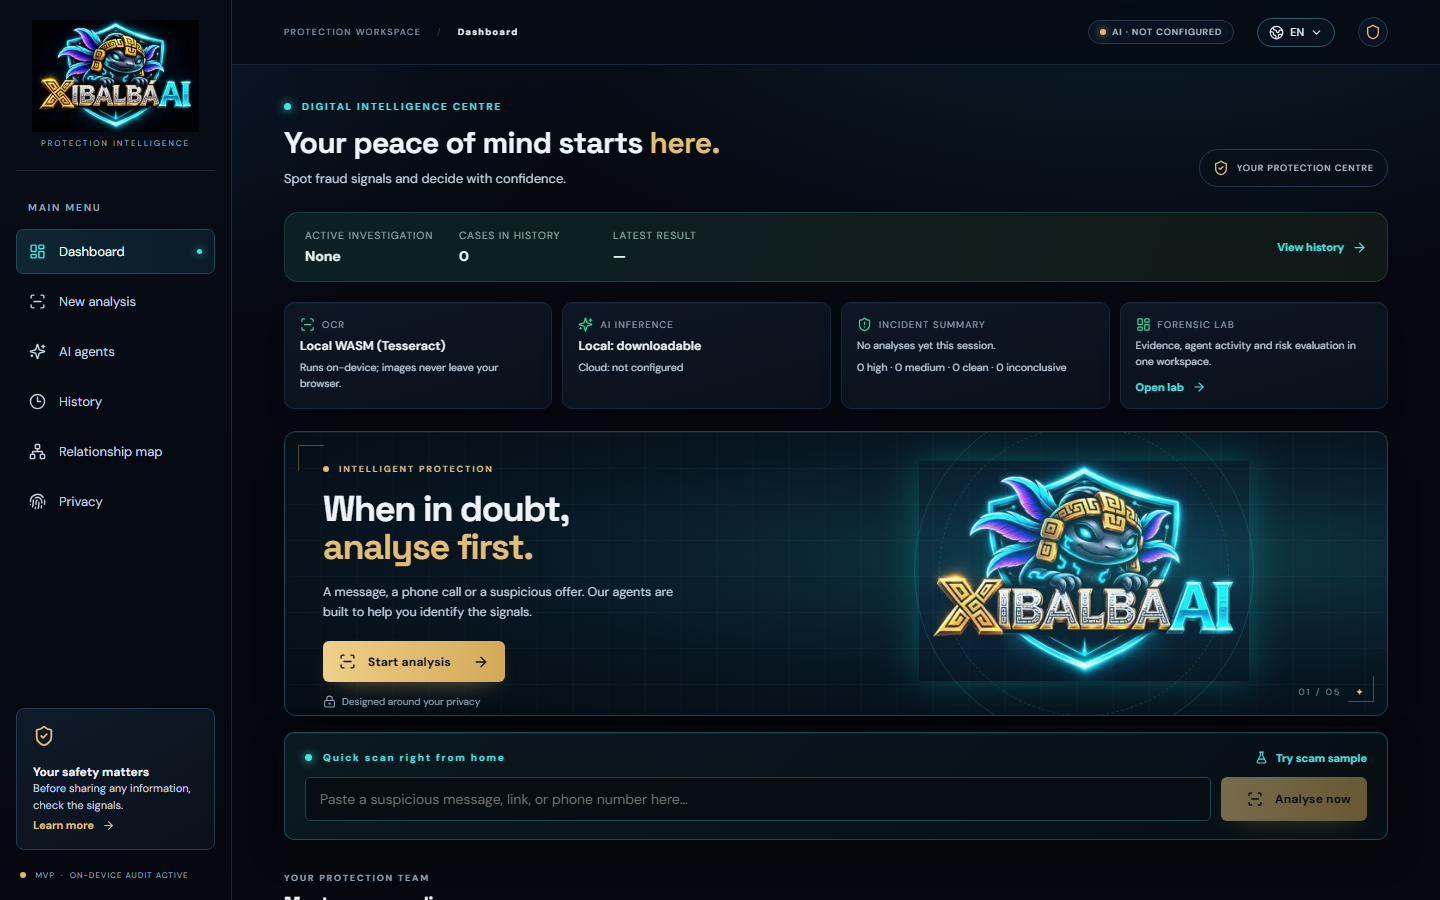 XIBALBÁAI
PROTECTION INTELLIGENCE
MAIN MENU
Dashboard
New analysis
AI agents
History
Relationship map
Privacy
Your safety matters
Before sharing any information,
check the signals.
Learn more
MVP · ON-DEVICE AUDIT ACTIVE
PROTECTION WORKSPACE / Dashboard
AI · NOT CONFIGURED
EN
DIGITAL INTELLIGENCE CENTRE
Your peace of mind starts here.
Spot fraud signals and decide with confidence.
YOUR PROTECTION CENTRE
ACTIVE INVESTIGATION
None
CASES IN HISTORY
0
LATEST RESULT
—
View history
OCR
Local WASM (Tesseract)
Runs on-device; images never leave your
browser.
AI INFERENCE
Local: downloadable
Cloud: not configured
INCIDENT SUMMARY
No analyses yet this session.
0 high · 0 medium · 0 clean · 0 inconclusive
FORENSIC LAB
Evidence, agent activity and risk evaluation in
one workspace.
Open lab
INTELLIGENT PROTECTION
When in doubt,
analyse first.
A message, a phone call or a suspicious offer. Our agents are
built to help you identify the signals.
Start analysis
Designed around your privacy
XIBALBÁAI
01 / 05
Quick scan right from home
Try scam sample
Paste a suspicious message, link, or phone number here...
Analyse now
YOUR PROTECTION TEAM